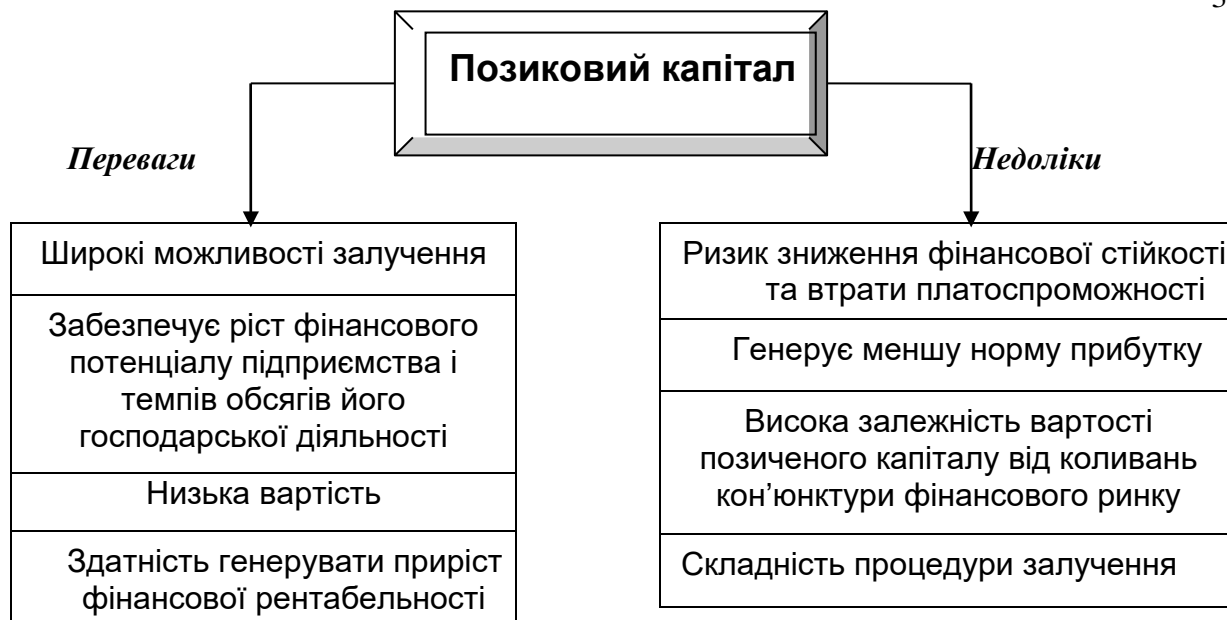 Позиковий капітал
Переваги
Недоліки
Широкі можливості залучення
Забезпечує ріст фінансового
потенціалу підприємства і
темпів обсягів його
господарської діяльності
Низька вартість
Здатність генерувати приріст
фінансової рентабельності
Ризик зниження фінансової стійкості
та втрати платоспроможності
Генерує меншу норму прибутку
Висока залежність вартості
позиченого капіталу від коливань
кон’юнктури фінансового ринку
Складність процедури залучення